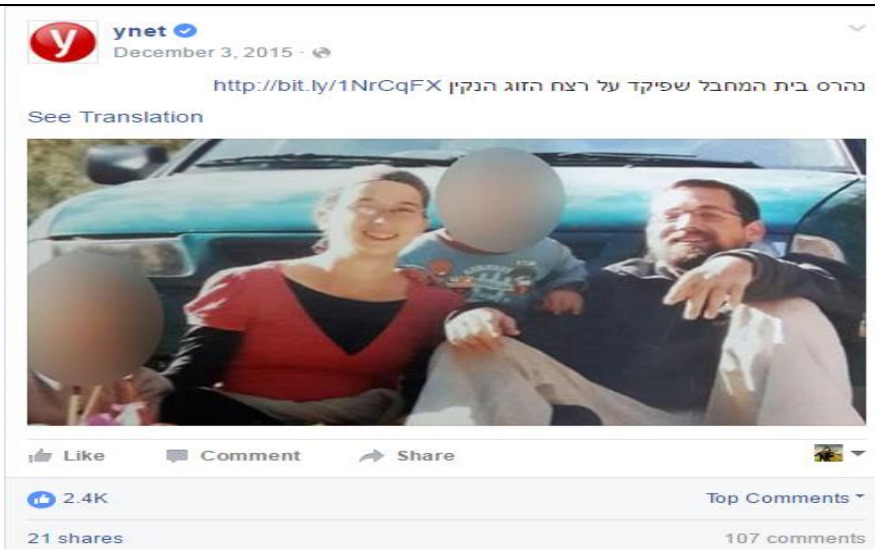 y
ynet
December 3, 2015
נהרס בית המחבל שפיקד על רצח הזוג הנקין http://bit.ly/1NrCqFX
See Translation
Like Comment Share
2.4K Top Comments
21 shares 107 comments